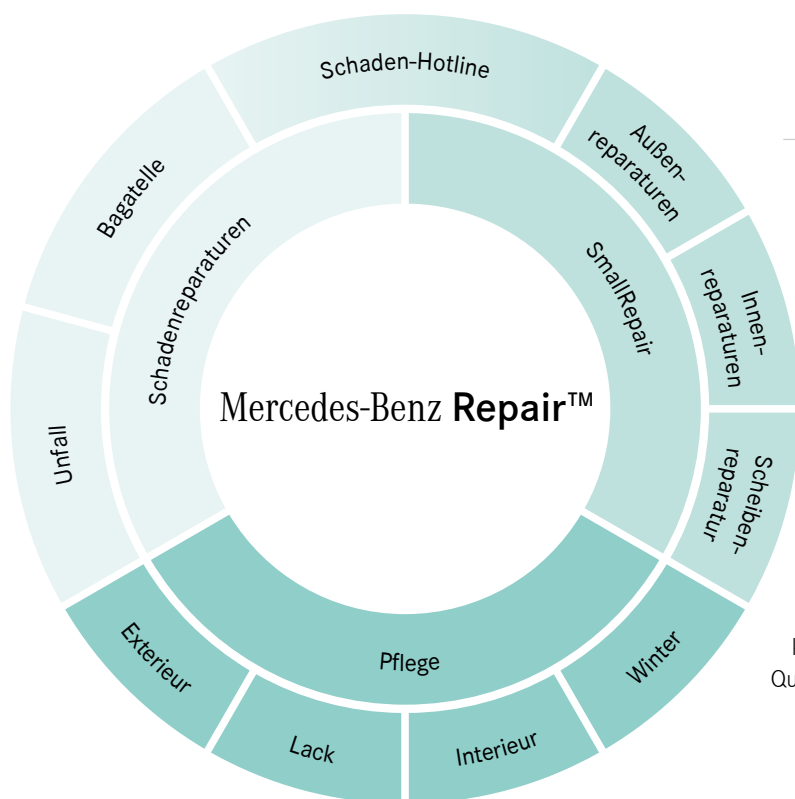 Schaden-Hotline
Außen-
reparaturen
Innen-
reparaturen
Scheiben-
reparatur
Winter
Interieur
Lack
Exterieur
Unfall
Bagatelle
Schadenreparaturen
SmallRepair
Pflege
Mercedes-Benz Repair™
Qu